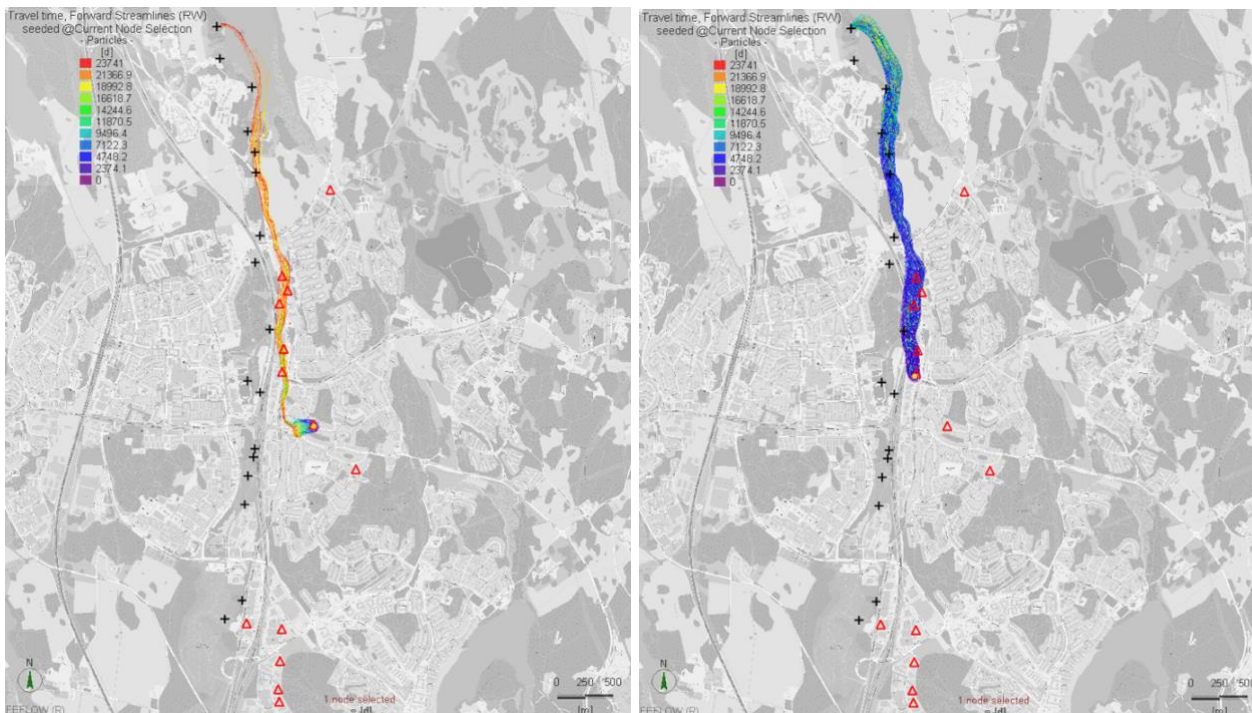 Travel time, Forward Streamlines (RW)
seeded @Current Node Selection
- Particles -
[d]
23741
21366.9
18992.8
16618.7
14244.6
11870.5
9496.4
7122.3
4748.2
2374.1
0
N
1 node selected
0 250 500
[m]
Travel time, Forward Streamlines (RW)
seeded @Current Node Selection
- Particles -
[d]
23741
21366.9
18992.8
16618.7
14244.6
11870.5
9496.4
7122.3
4748.2
2374.1
0
N
1 node selected
0 250 500
[m]